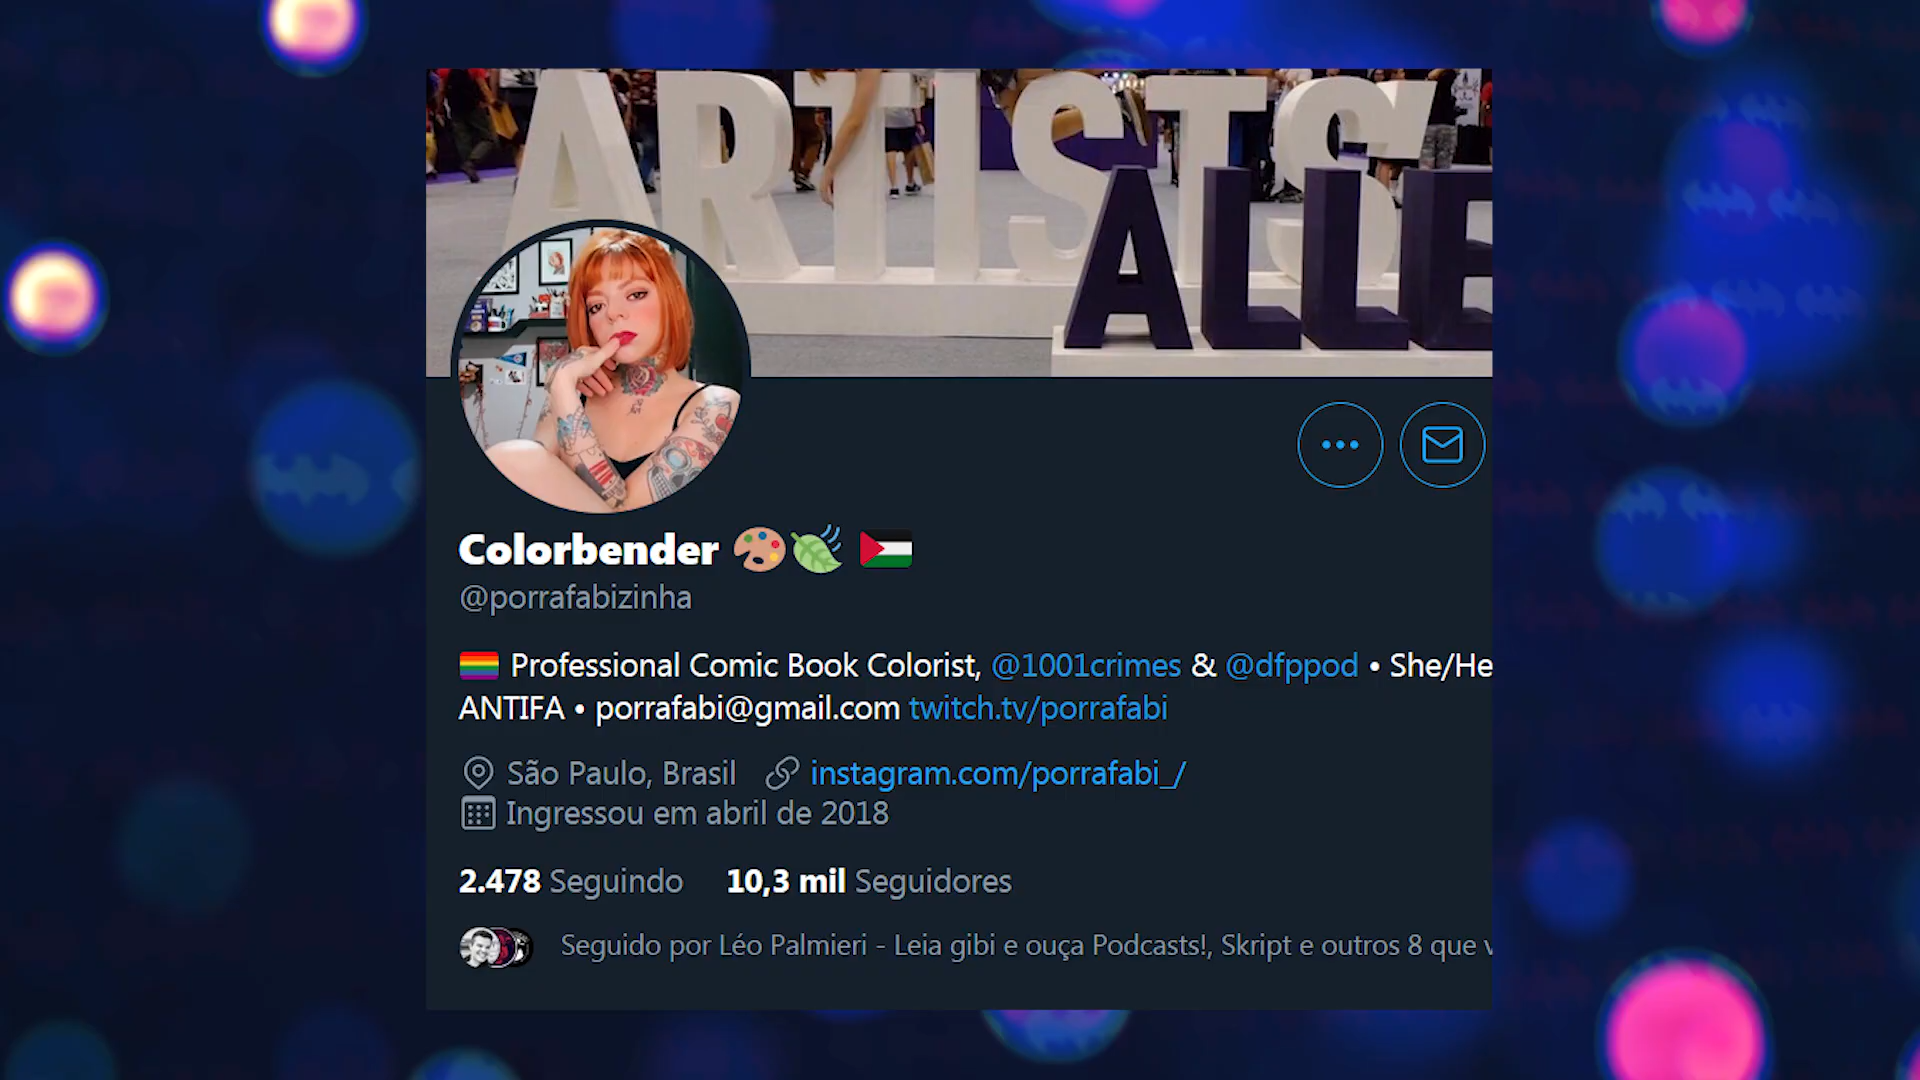 ARTISTS'
ALLE
Colorbender
@porrafabizinha
Professional Comic Book Colorist, @1001crimes & @dfppod • She/He
ANTIFA • porrafabi@gmail.com twitch.tv/porrafabi
São Paulo, Brasil instagram.com/porrafabi_/
Ingressou em abril de 2018
2.478 Seguindo 10,3 mil Seguidores
Seguido por Léo Palmieri - Leia gibi e ouça Podcasts!, Skript e outros 8 que v